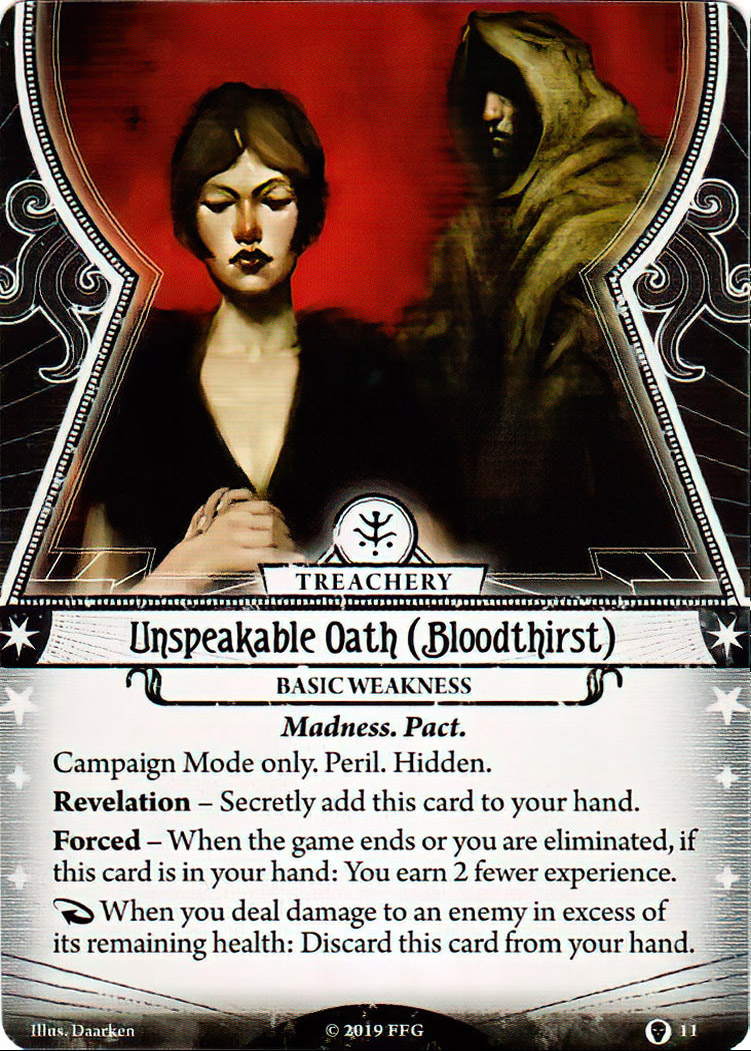 TREACHERY
Unspeakable Oath (Bloodthirst)
BASIC WEAKNESS
Madness. Pact.
Campaign Mode only. Peril. Hidden.
Revelation – Secretly add this card to your hand.
Forced – When the game ends or you are eliminated, if
this card is in your hand: You earn 2 fewer experience.
When you deal damage to an enemy in excess of
its remaining health: Discard this card from your hand.
Illus. Daarken
© 2019 FFG
11